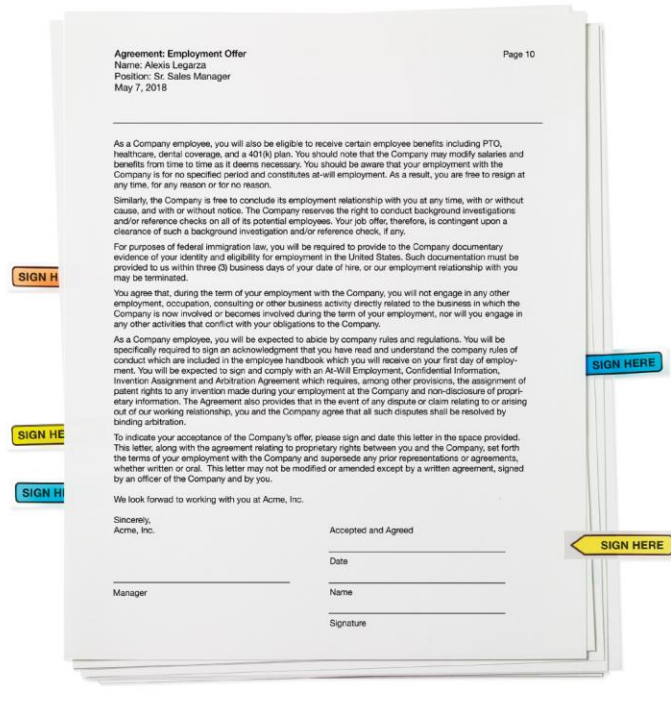 Agreement: Employment Offer
Page 10
Name: Alexis Legarza
Position: Sr. Sales Manager
May 7, 2018
As a Company employee, you will also be eligible to receive certain employee benefits including PTO,
healthcare, dental coverage, and a 401(k) plan. You should note that the Company may modify salaries and
benefits from time to time as it deems necessary. You should be aware that your employment with the
Company is for no specified period and constitutes at-will employment. As a result, you are free to resign at
any time, for any reason or for no reason.
Similarly, the Company is free to conclude its employment relationship with you at any time, with or without
cause, and with or without notice. The Company reserves the right to conduct background investigations
and/or reference checks on all of its potential employees. Your job offer, therefore, is contingent upon a
clearance of such a background investigation and/or reference check, if any.
For purposes of federal immigration law, you will be required to provide to the Company documentary
evidence of your identity and eligibility for employment in the United States. Such documentation must be
provided to us within three (3) business days of your date of hire, or our employment relationship with you
may be terminated.
You agree that, during the term of your employment with the Company, you will not engage in any other
employment, occupation, consulting or other business activity directly related to the business in which the
Company is now involved or becomes involved during the term of your employment, nor will you engage in
any other activities that conflict with your obligations to the Company.
As a Company employee, you will be expected to abide by company rules and regulations. You will be
specifically required to sign an acknowledgment that you have read and understand the company rules of
conduct which are included in the employee handbook which you will receive on your first day of employ-
ment. You will be expected to sign and comply with an At-Will Employment, Confidential Information,
Invention Assignment and Arbitration Agreement which requires, among other provisions, the assignment of
patent rights to any invention made during your employment at the Company and non-disclosure of propri-
etary information. The Agreement also provides that in the event of any dispute or claim relating to or arising
out of our working relationship, you and the Company agree that all such disputes shall be resolved by
binding arbitration.
To indicate your acceptance of the Company's offer, please sign and date this letter in the space provided.
This letter, along with the agreement relating to proprietary rights between you and the Company, set forth
the terms of your employment with the Company and supersede any prior representations or agreements,
whether written or oral. This letter may not be modified or amended except by a written agreement, signed
by an officer of the Company and by you.
We look forwad to working with you at Acme, Inc.
Sincerely,
Acme, Inc.
Accepted and Agreed
Date
Manager
Name
Signature
SIGN H
SIGN HE
SIGN H
SIGN HERE
SIGN HERE